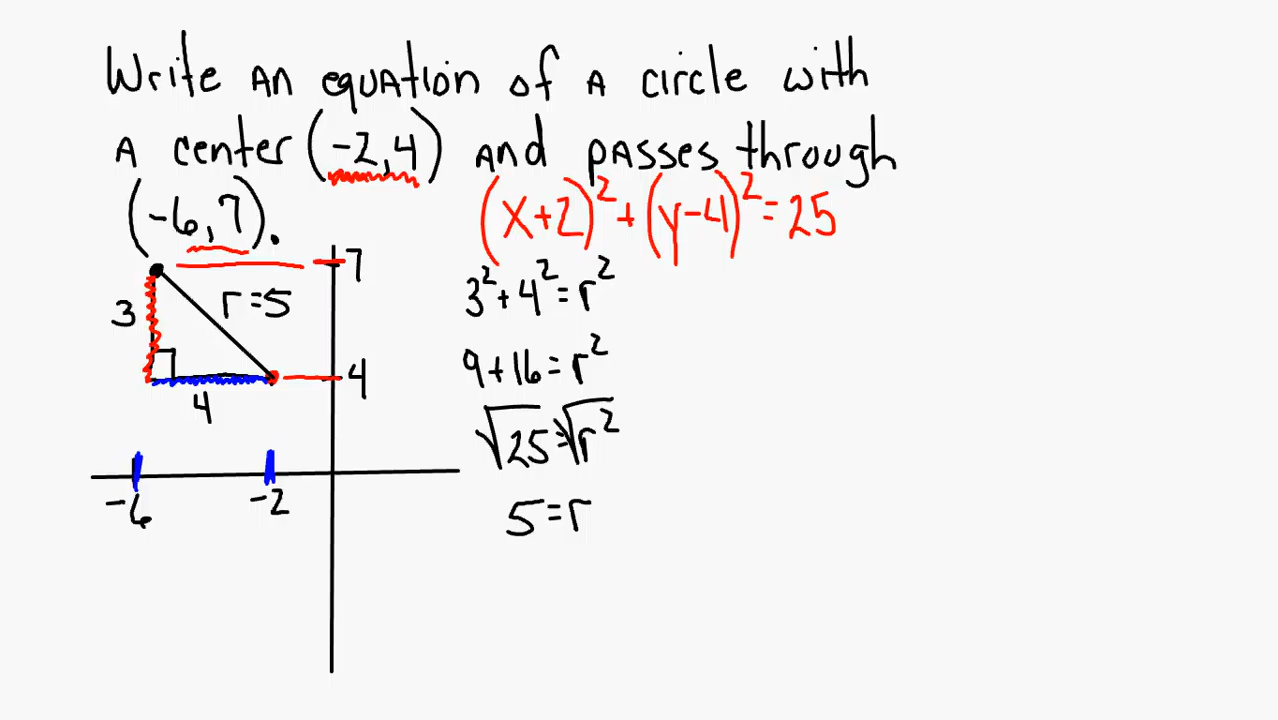 Write an equation of a circle with
a center (-2,4) and passes through
(-6,7).
(x+2)²+(y-4)²=25
7
3
r=5
3²+4²=r²
4
9+16=r²
4
√25=√r²
-6
-2
5=r